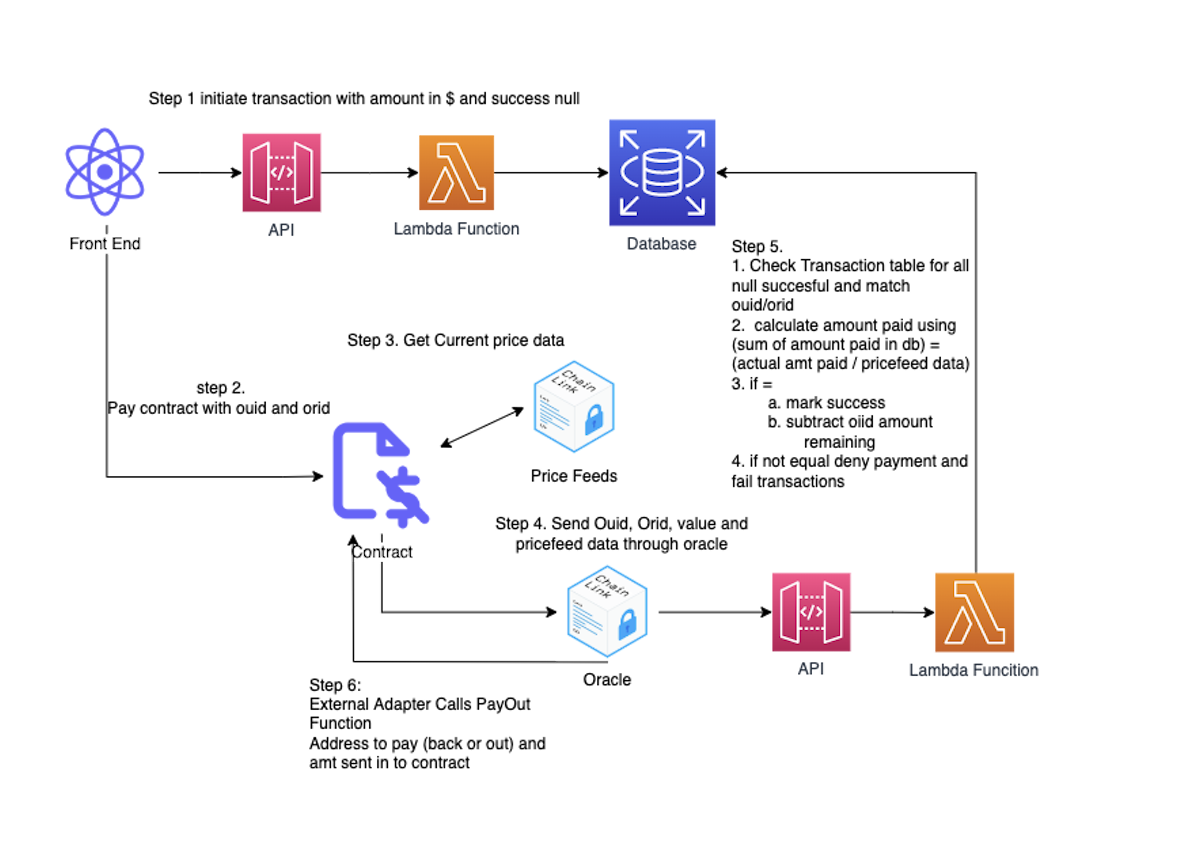 Step 1 initiate transaction with amount in $ and success null
Front End
</>
API
Lambda Function
Database
Step 5.
1. Check Transaction table for all
null succesful and match
ouid/orid
2.  calculate amount paid using
(sum of amount paid in db) =
(actual amt paid / pricefeed data)
3. if =
a. mark success
b. subtract oiid amount
remaining
4. if not equal deny payment and
fail transactions
Step 3. Get Current price data
Chain
Link
Price Feeds
step 2.
Pay contract with ouid and orid
Contract
Step 4. Send Ouid, Orid, value and
pricefeed data through oracle
Chain
Link
Oracle
</>
API
Lambda Funcition
Step 6:
External Adapter Calls PayOut
Function
Address to pay (back or out) and
amt sent in to contract